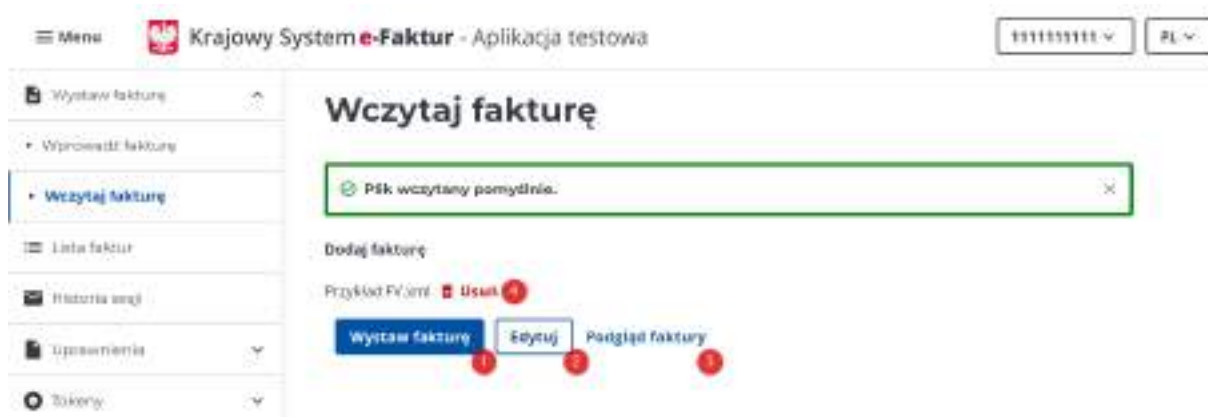 Menu
Krajowy System e-Faktur - Aplikacja testowa
1111111111
PL
Wystaw fakturę
Wczytaj fakturę
Wprowadź fakturę
Plik wczytany pomyślnie.
Wczytaj fakturę
Lista faktur
Dodaj fakturę
Historia sesji
Przykład FV.xml Usuń 4
Wystaw fakturę Edytuj Podgląd faktury
1 2 3
Uprawnienia
Tokeny